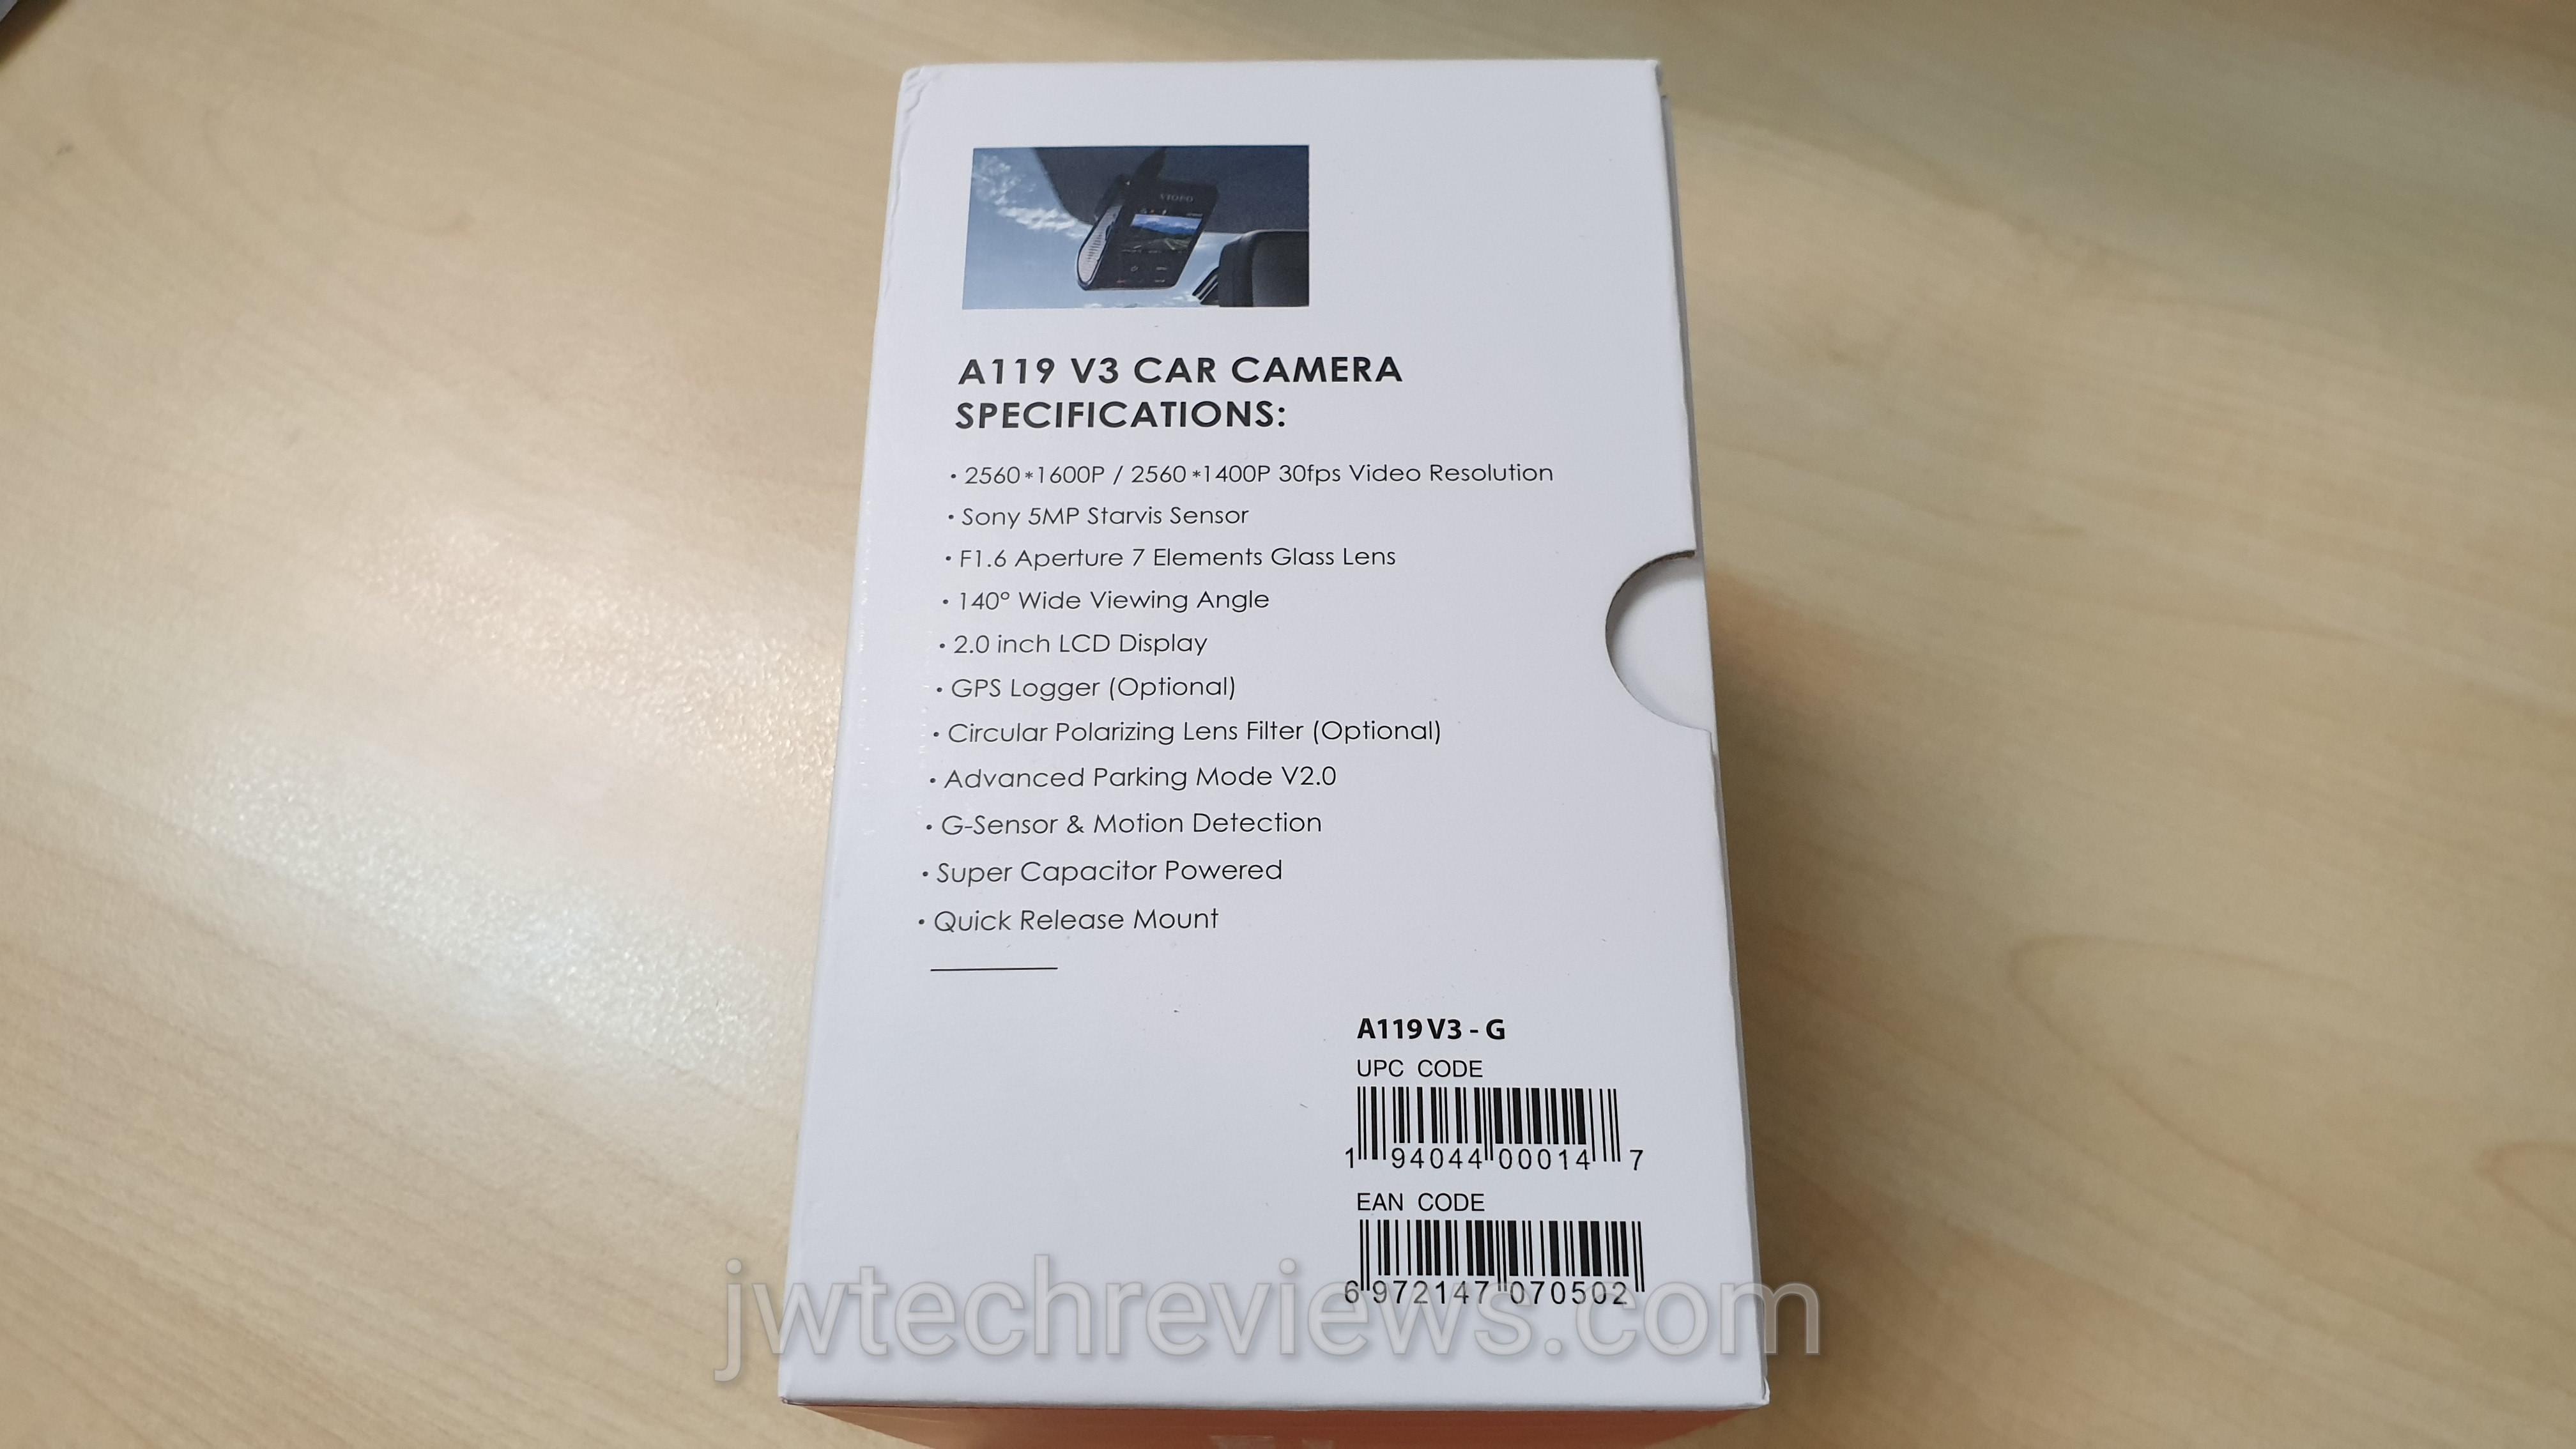 VIOFO
A119 V3 CAR CAMERA
SPECIFICATIONS:
• 2560*1600P / 2560*1400P 30fps Video Resolution
• Sony 5MP Starvis Sensor
• F1.6 Aperture 7 Elements Glass Lens
• 140° Wide Viewing Angle
• 2.0 inch LCD Display
• GPS Logger (Optional)
• Circular Polarizing Lens Filter (Optional)
• Advanced Parking Mode V2.0
• G-Sensor & Motion Detection
• Super Capacitor Powered
• Quick Release Mount
A119V3 - G
UPC CODE
1 94044 00014 7
EAN CODE
6 972147 070502
jwtechreviews.com